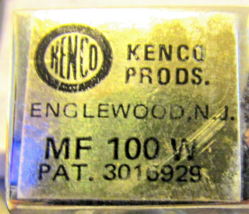 KENCO
KENCO
PRODS.
ENGLEWOOD, N.J.
MF 100 W
PAT. 3016929